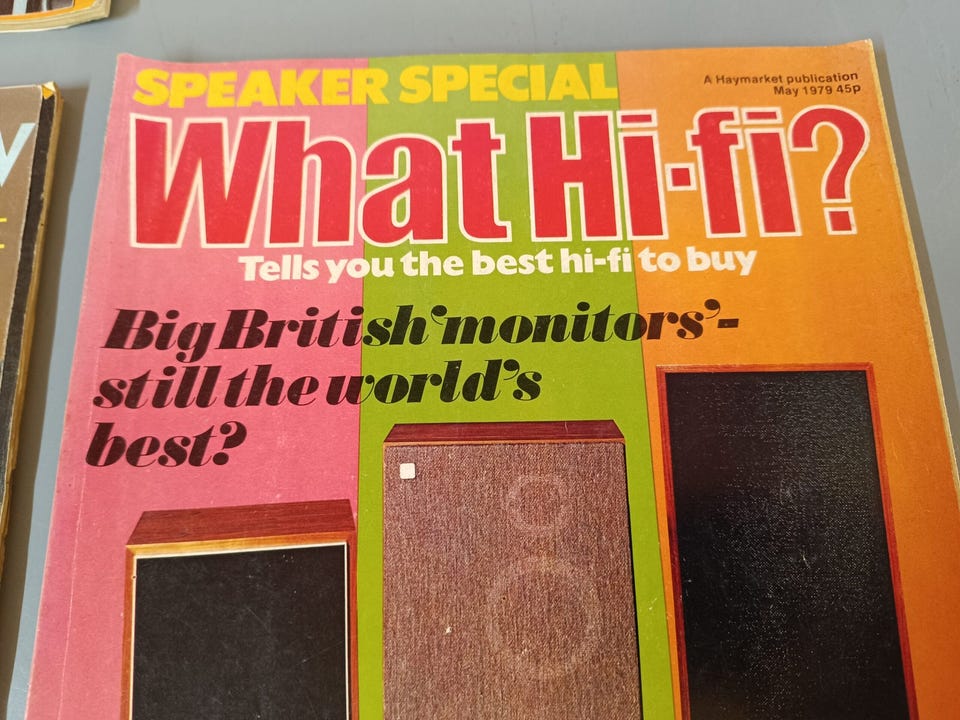 SPEAKER SPECIAL
A Haymarket publication
May 1979 45p
What Hi-fi?
Tells you the best hi-fi to buy
Big British ‘monitors’-
still the world’s
best?